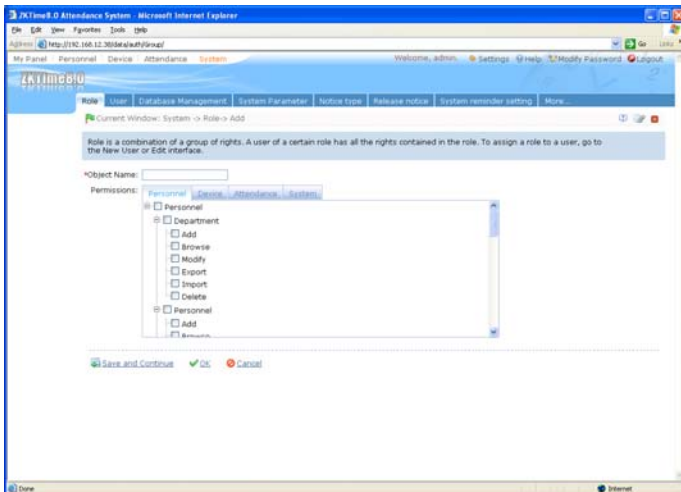 ZKTime8.0 Attendance System - Microsoft Internet Explorer
File Edit View Favorites Tools Help
Address http://192.168.12.38/data/auth/Group/ Go Links
My Panel Personnel Device Attendance System Welcome, admin. Settings Help Modify Password Logout
ZKTime8.0
Role User Database Management System Parameter Notice type Release notice System reminder setting More...
Current Window: System -> Role-> Add
Role is a combination of a group of rights. A user of a certain role has all the rights contained in the role. To assign a role to a user, go to
the New User or Edit interface.
*Object Name:
Permissions: Personnel Device Attendance System
Personnel
Department
Add
Browse
Modify
Export
Import
Delete
Personnel
Add
Browse
Save and Continue OK Cancel
Done Internet